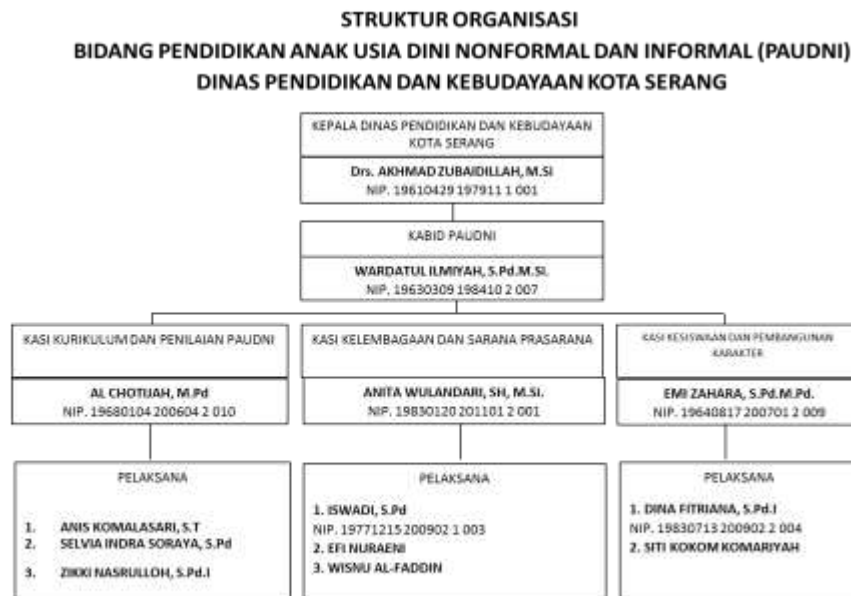 STRUKTUR ORGANISASI
BIDANG PENDIDIKAN ANAK USIA DINI NONFORMAL DAN INFORMAL (PAUDNI)
DINAS PENDIDIKAN DAN KEBUDAYAAN KOTA SERANG
KEPALA DINAS PENDIDIKAN DAN KEBUDAYAAN
KOTA SERANG
Drs. AKHMAD ZUBAIDILLAH, M.Si
NIP. 19610429 197911 1 001
KABID PAUDNI
WARDATUL ILMIYAH, S.Pd.M.Si.
NIP. 19630309 198410 2 007
KASI KURIKULUM DAN PENILAIAN PAUDNI
AL CHOTIJAH, M.Pd
NIP. 19680104 200604 2 010
KASI KELEMBAGAAN DAN SARANA PRASARANA
ANITA WULANDARI, SH, M.Si.
NIP. 19830120 201101 2 001
KASI KESISWAAN DAN PEMBANGUNAN
KARAKTER
EMI ZAHARA, S.Pd.M.Pd.
NIP. 19640817 200701 2 009
PELAKSANA
1. ANIS KOMALASARI, S.T
2. SELVIA INDRA SORAYA, S.Pd
3. ZIKKI NASRULLOH, S.Pd.I
PELAKSANA
1. ISWADI, S.Pd
NIP. 19771215 200902 1 003
2. EFI NURAENI
3. WISNU AL-FADDIN
PELAKSANA
1. DINA FITRIANA, S.Pd.I
NIP. 19830713 200902 2 004
2. SITI KOKOM KOMARIYAH